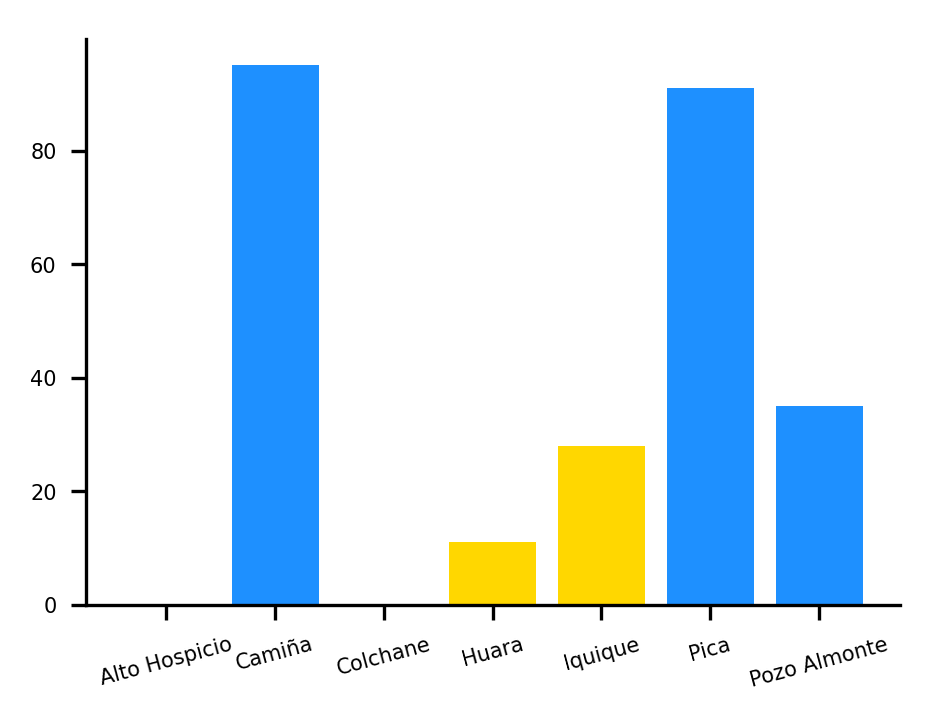 80
60
40
20
0
Alto Hospicio
Camiña
Colchane
Huara
Iquique
Pica
Pozo Almonte